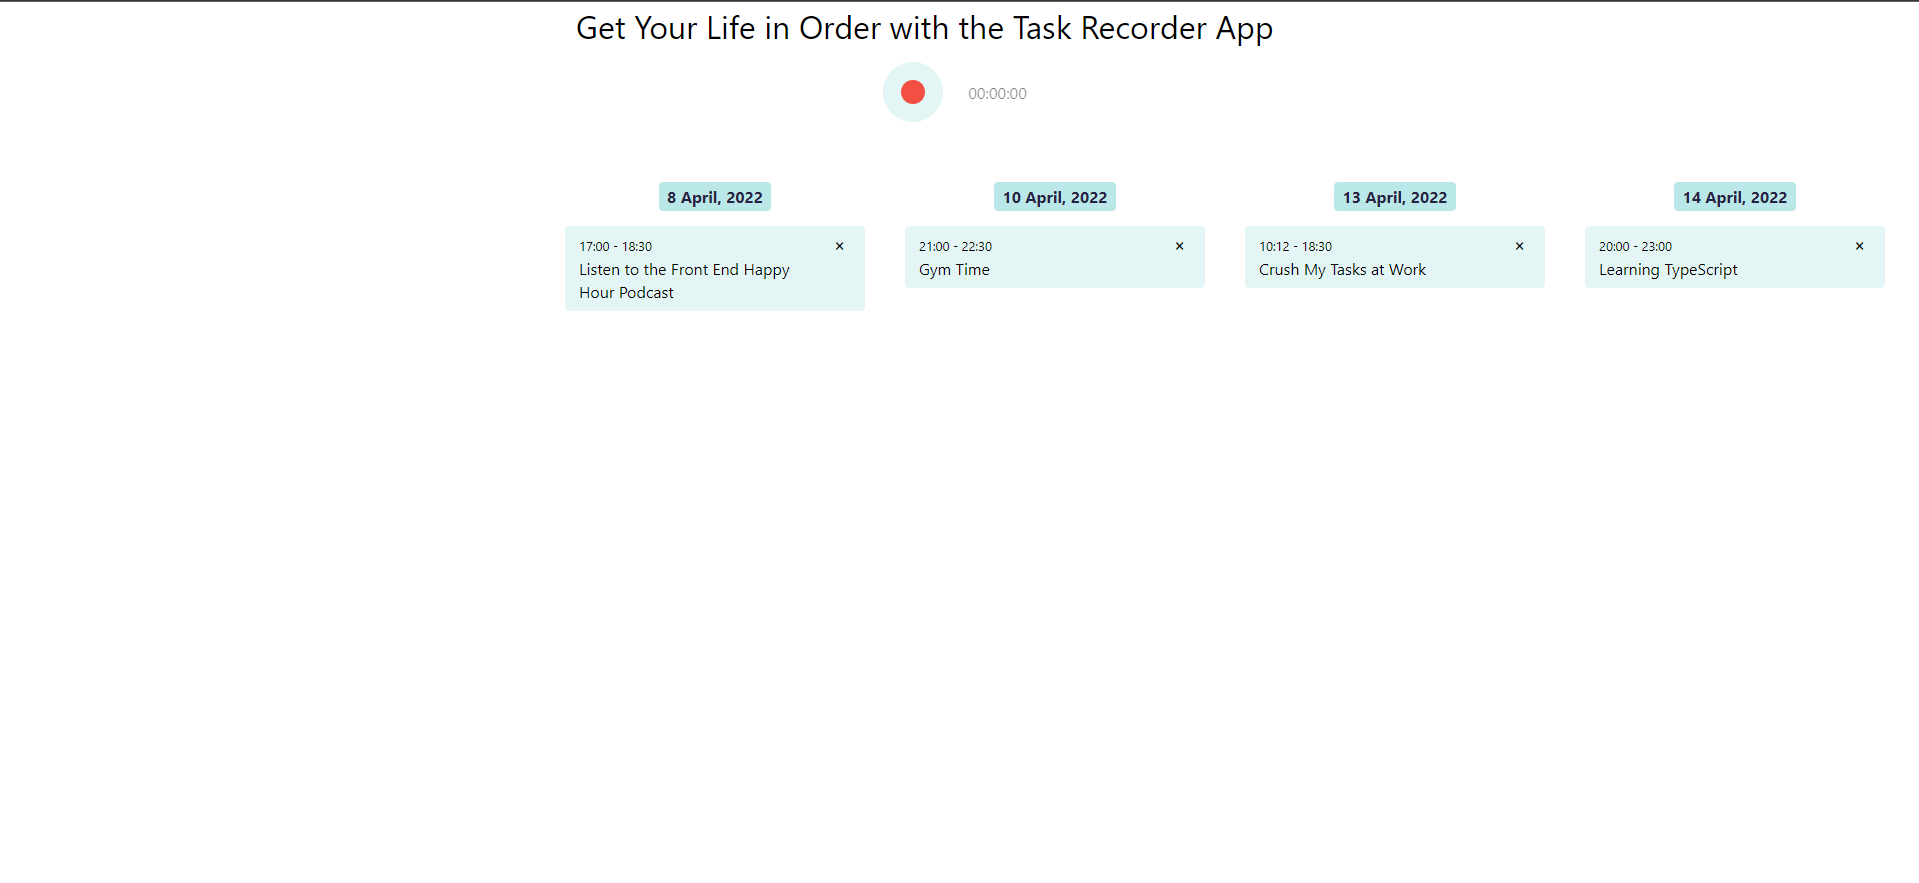 Get Your Life in Order with the Task Recorder App
00:00:00
8 April, 2022
17:00 - 18:30
×
Listen to the Front End Happy
Hour Podcast
10 April, 2022
21:00 - 22:30
×
Gym Time
13 April, 2022
10:12 - 18:30
×
Crush My Tasks at Work
14 April, 2022
20:00 - 23:00
×
Learning TypeScript